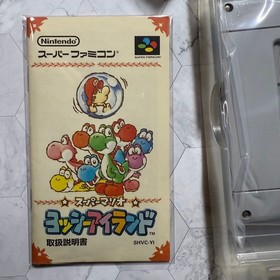 Nintendo
スーパーファミコン
SUPER FAMICOM
スーパーマリオ
ヨッシーアイランド
取扱説明書
SHVC-YI